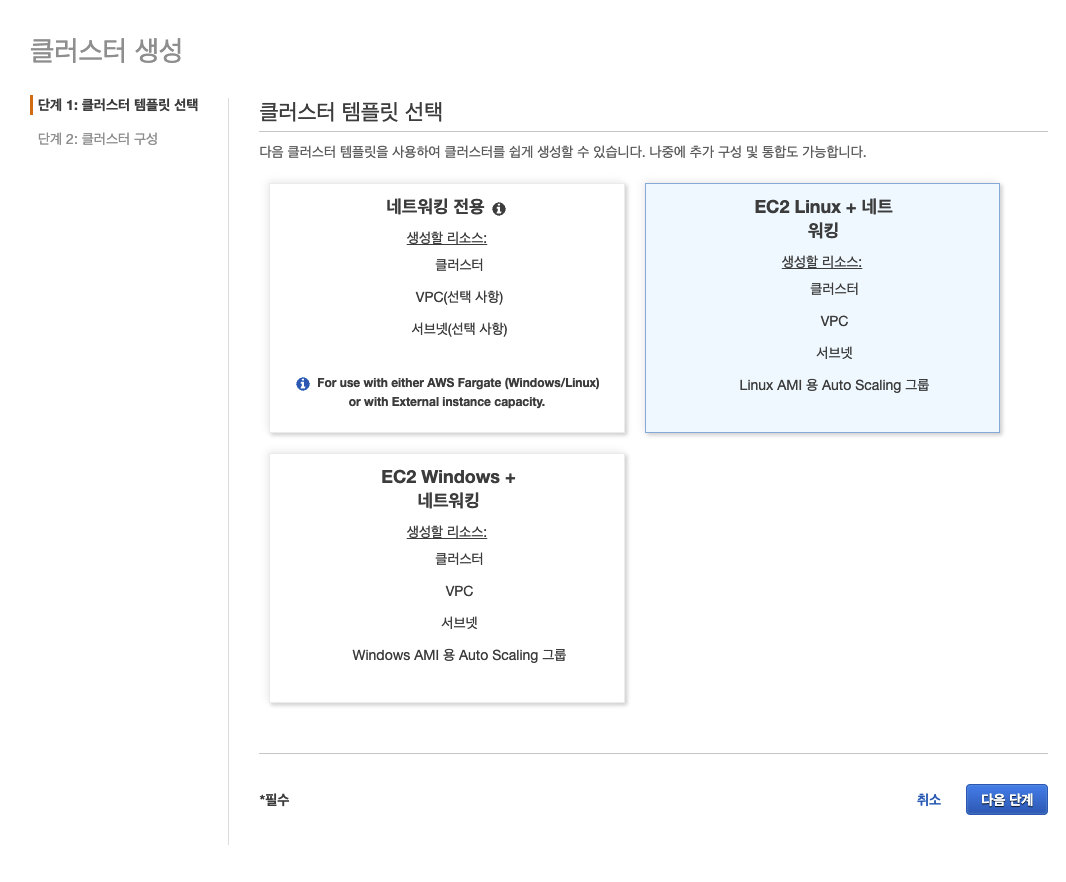 클러스터 생성
단계 1: 클러스터 템플릿 선택
단계 2: 클러스터 구성
클러스터 템플릿 선택
다음 클러스터 템플릿을 사용하여 클러스터를 쉽게 생성할 수 있습니다. 나중에 추가 구성 및 통합도 가능합니다.
네트워킹 전용
생성할 리소스:
클러스터
VPC(선택 사항)
서브넷(선택 사항)
For use with either AWS Fargate (Windows/Linux)
or with External instance capacity.
EC2 Linux + 네트
워킹
생성할 리소스:
클러스터
VPC
서브넷
Linux AMI 용 Auto Scaling 그룹
EC2 Windows +
네트워킹
생성할 리소스:
클러스터
VPC
서브넷
Windows AMI 용 Auto Scaling 그룹
*필수
취소
다음 단계